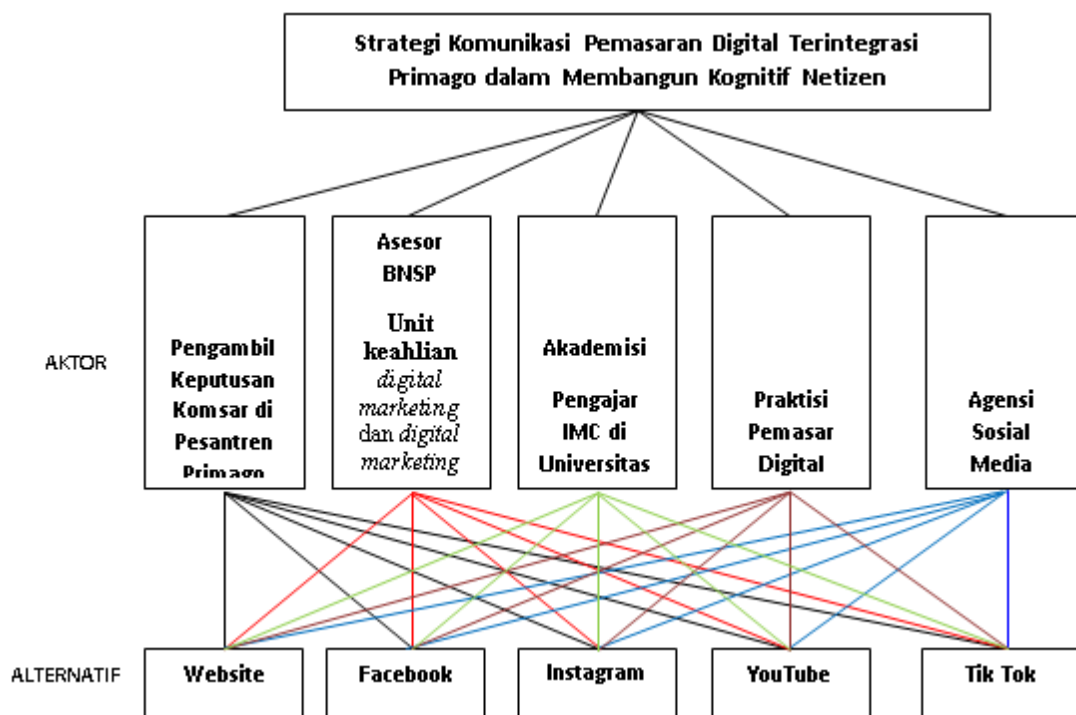 Strategi Komunikasi Pemasaran Digital Terintegrasi
Primago dalam Membangun Kognitif Netizen
AKTOR
Pengambil
Keputusan
Komsar di
Pesantren
Primago
Asesor
BNSP
Unit
keahlian
digital
marketing
dan digital
marketing
Akademisi
Pengajar
IMC di
Universitas
Praktisi
Pemasar
Digital
Agensi
Sosial
Media
ALTERNATIF
Website
Facebook
Instagram
YouTube
Tik Tok